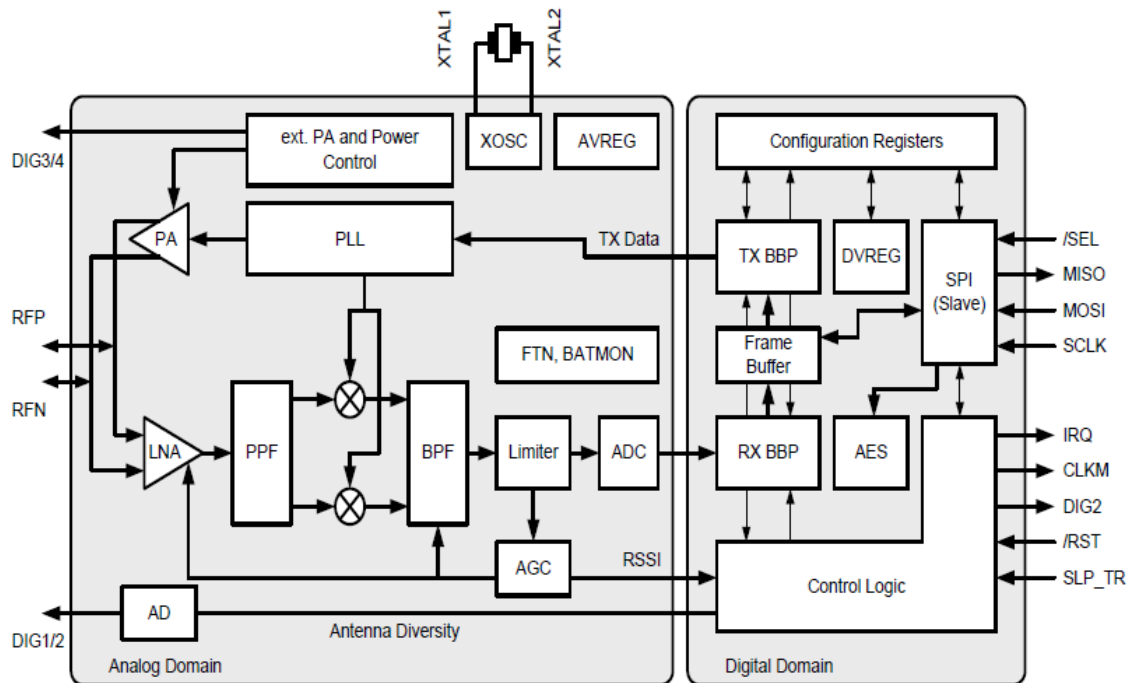 XTAL1
XTAL2
DIG3/4
ext. PA and Power
Control
XOSC
AVREG
Configuration Registers
PA
PLL
TX Data
TX BBP
DVREG
SPI
(Slave)
/SEL
MISO
MOSI
SCLK
RFP
RFN
FTN, BATMON
Frame
Buffer
LNA
PPF
BPF
Limiter
ADC
RX BBP
AES
IRQ
CLKM
DIG2
/RST
SLP_TR
AGC
RSSI
Control Logic
AD
DIG1/2
Antenna Diversity
Analog Domain
Digital Domain